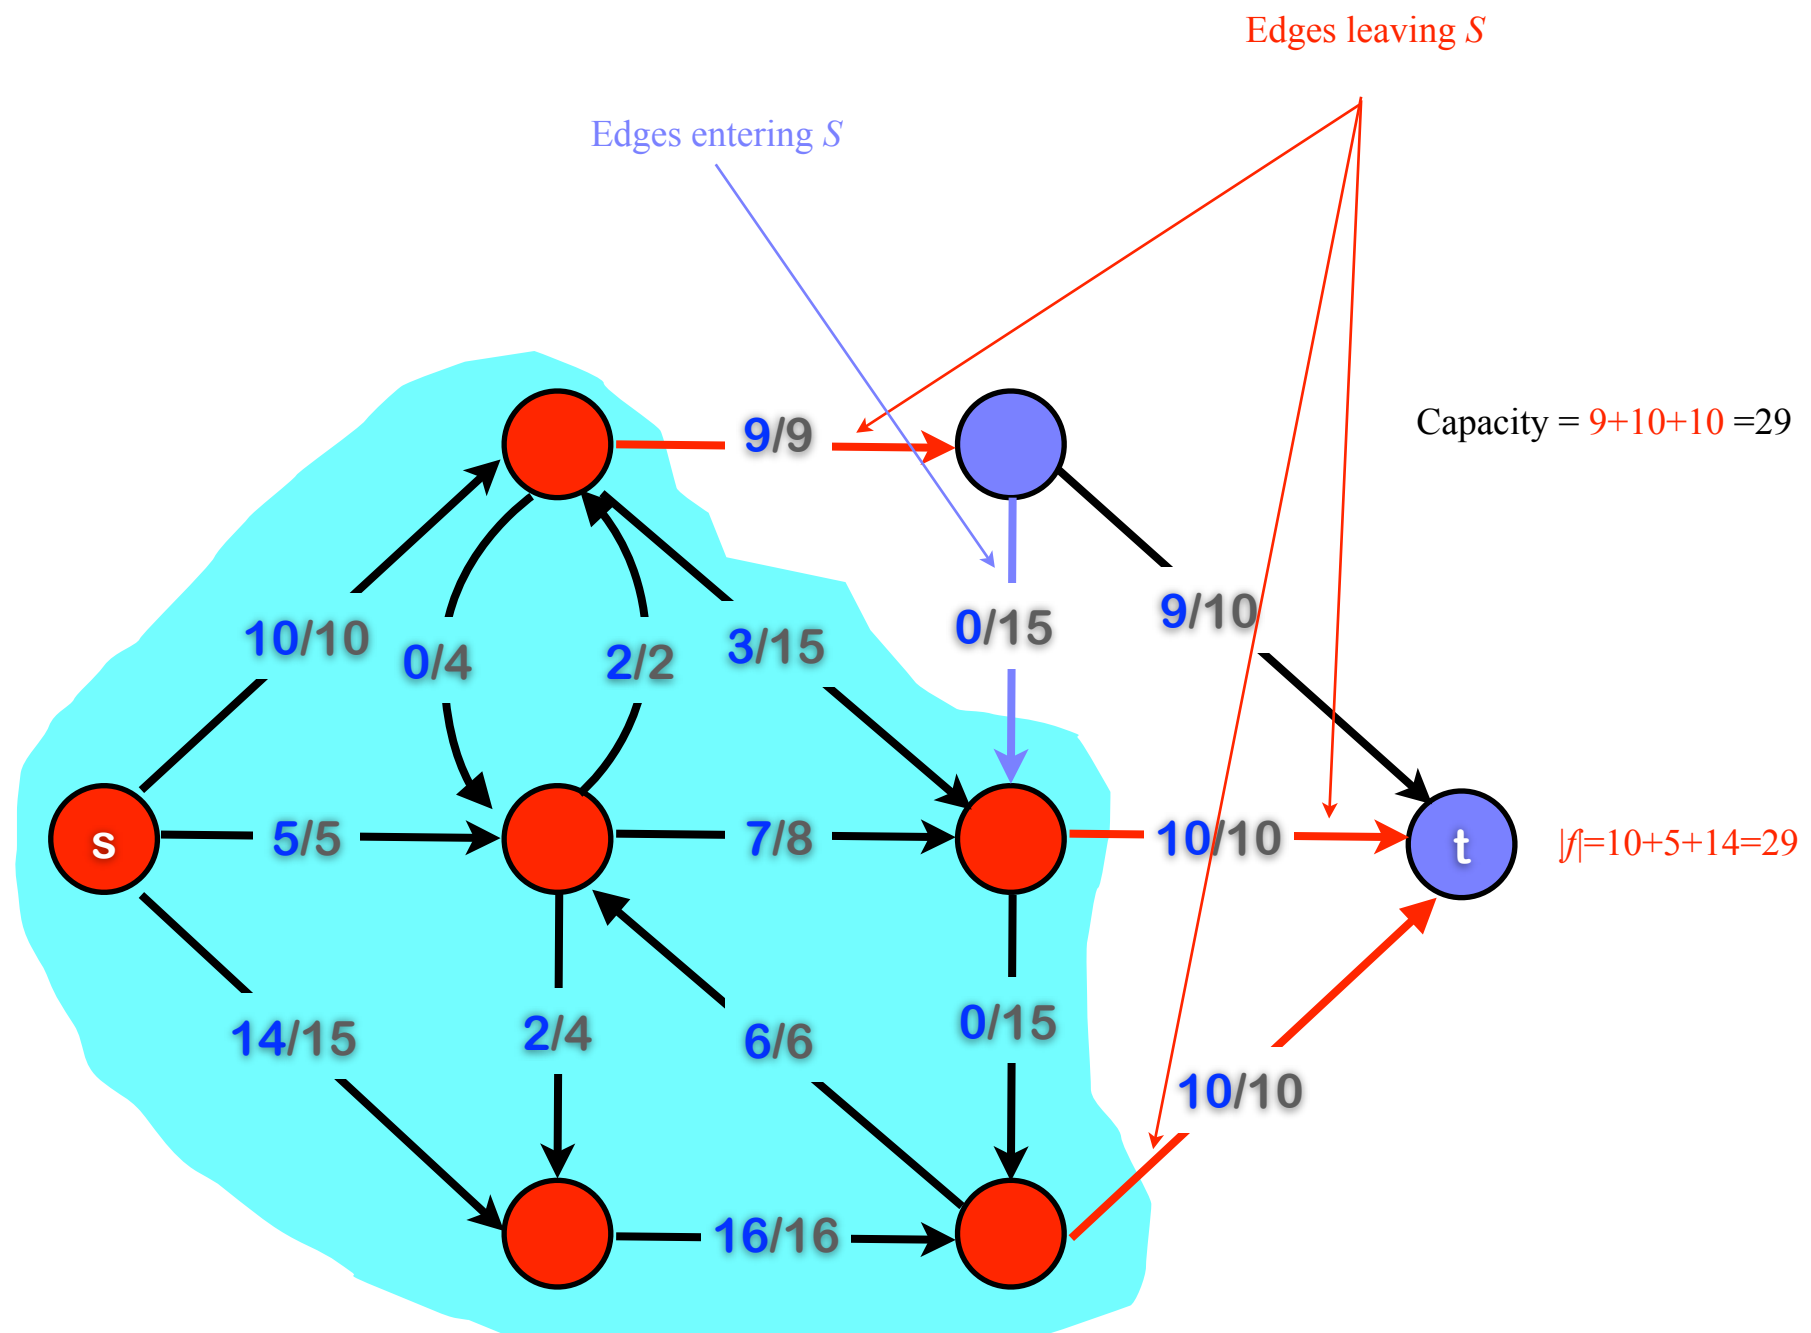 Edges leaving S
Edges entering S
9/9
Capacity = 9+10+10 =29
10/10
0/4
2/2
3/15
0/15
9/10
s
5/5
7/8
10/10
t
|f|=10+5+14=29
14/15
2/4
6/6
0/15
10/10
16/16